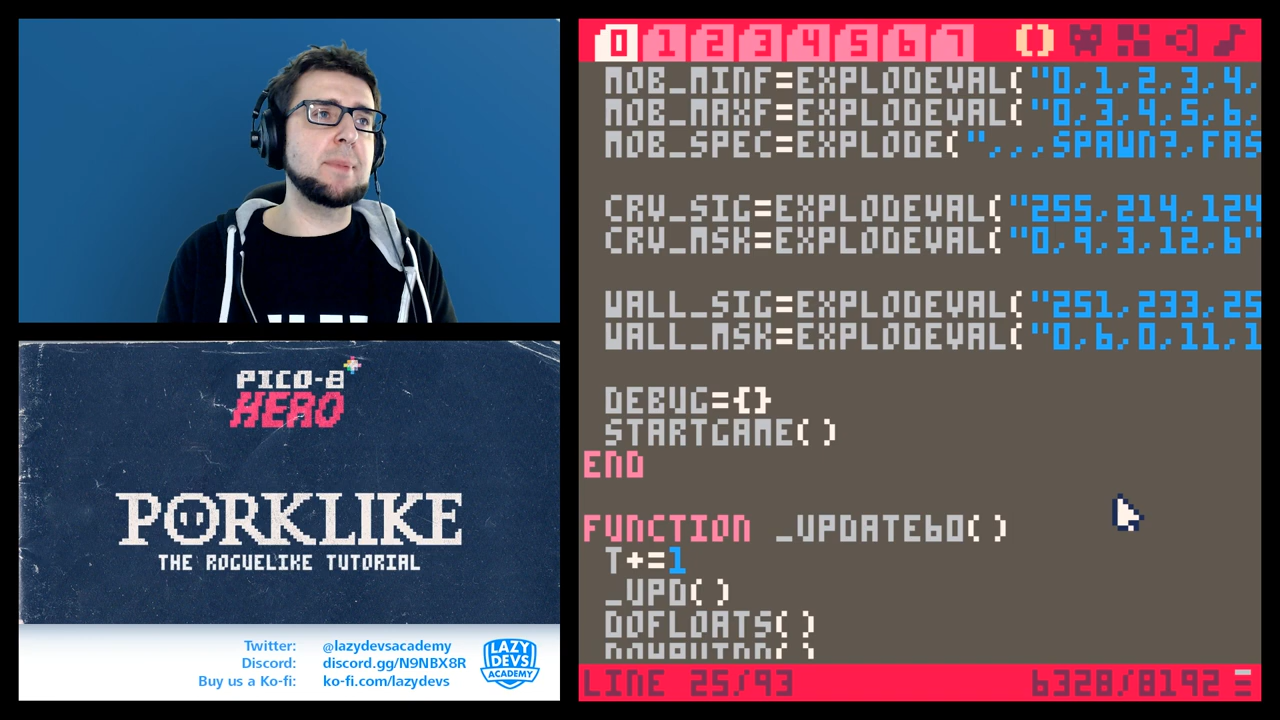 PICO-8
HERO
PORKLIKE
THE ROGUELIKE TUTORIAL
Twitter: @lazydevsacademy
Discord: discord.gg/N9NBX8R
Buy us a Ko-fi: ko-fi.com/lazydevs
LAZY
DEVS
ACADEMY
0 1 2 3 4 5 6 7
MOB_MINF=EXPLODEVAL("0,1,2,3,4,
MOB_MAXF=EXPLODEVAL("0,3,4,5,6,
MOB_SPEC=EXPLODE(",,,SPAWN?,FAS
CRV_SIG=EXPLODEVAL("255,214,124
CRV_MSK=EXPLODEVAL("0,9,3,12,6"
WALL_SIG=EXPLODEVAL("251,233,25
WALL_MSK=EXPLODEVAL("0,6,0,11,1
DEBUG={}
STARTGAME()
END
FUNCTION _UPDATE60()
T+=1
_UPD()
DOFLOATS()
LINE 25/93
6328/8192